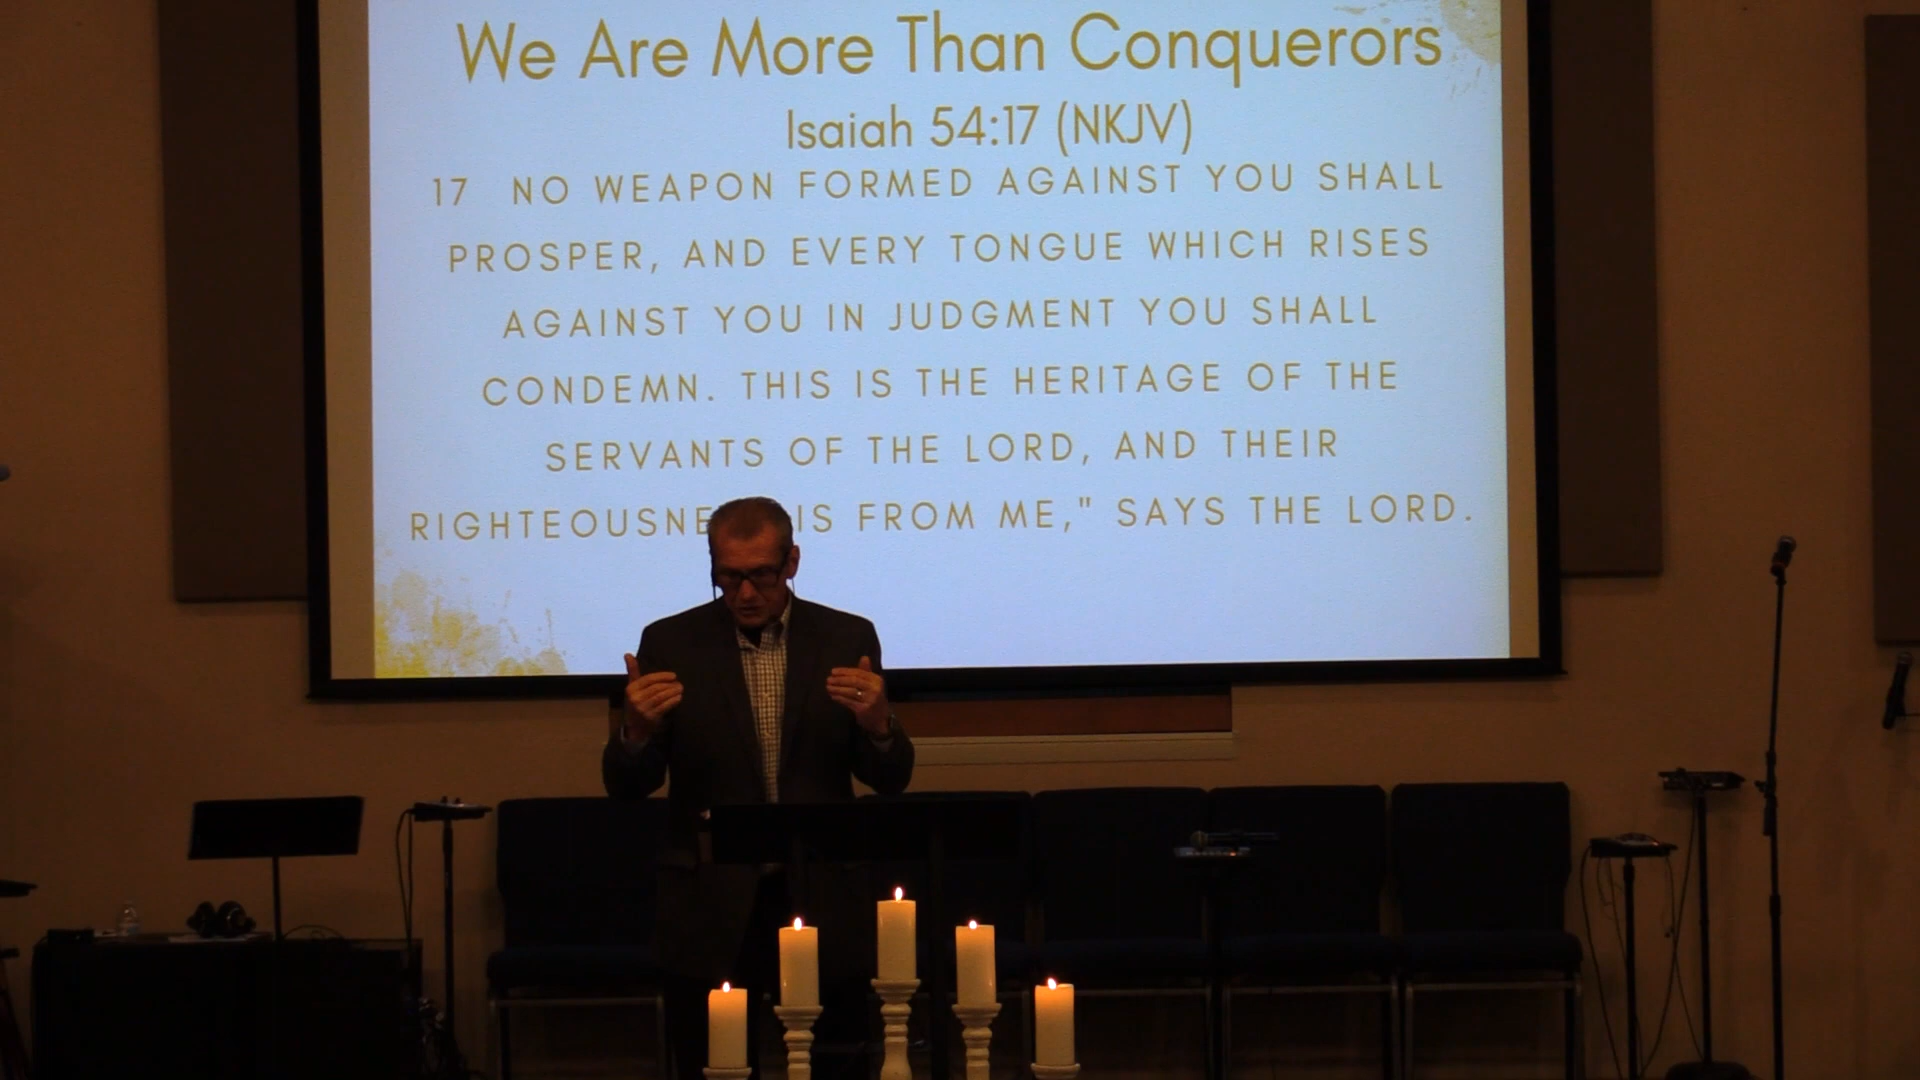 We Are More Than Conquerors
Isaiah 54:17 (NKJV)
17 NO WEAPON FORMED AGAINST YOU SHALL
PROSPER, AND EVERY TONGUE WHICH RISES
AGAINST YOU IN JUDGMENT YOU SHALL
CONDEMN. THIS IS THE HERITAGE OF THE
SERVANTS OF THE LORD, AND THEIR
IS FROM ME," SAYS THE LORD.